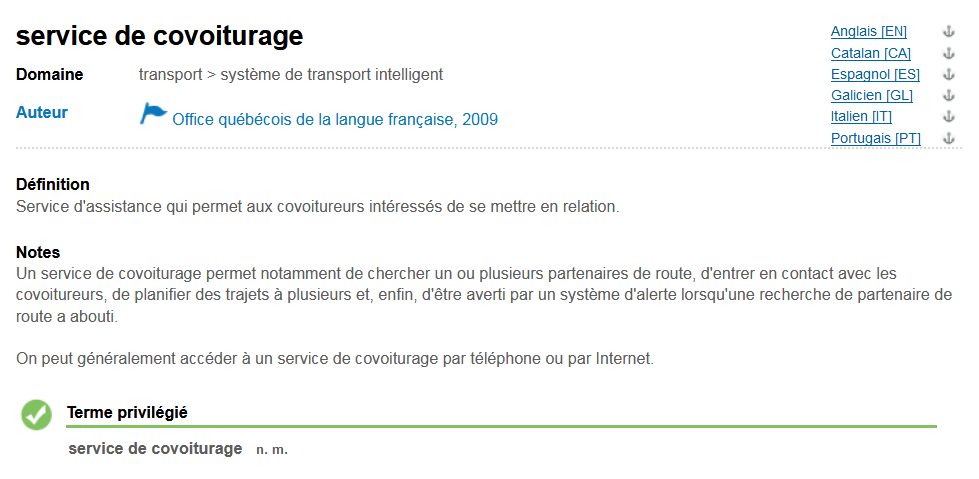 service de covoiturage
Domaine transport > système de transport intelligent
Auteur Office québécois de la langue française, 2009
Anglais [EN]
Catalan [CA]
Espagnol [ES]
Galicien [GL]
Italien [IT]
Portugais [PT]
Définition
Service d'assistance qui permet aux covoitureurs intéressés de se mettre en relation.
Notes
Un service de covoiturage permet notamment de chercher un ou plusieurs partenaires de route, d'entrer en contact avec les
covoitureurs, de planifier des trajets à plusieurs et, enfin, d'être averti par un système d'alerte lorsqu'une recherche de partenaire de
route a abouti.
On peut généralement accéder à un service de covoiturage par téléphone ou par Internet.
Terme privilégié
service de covoiturage n. m.